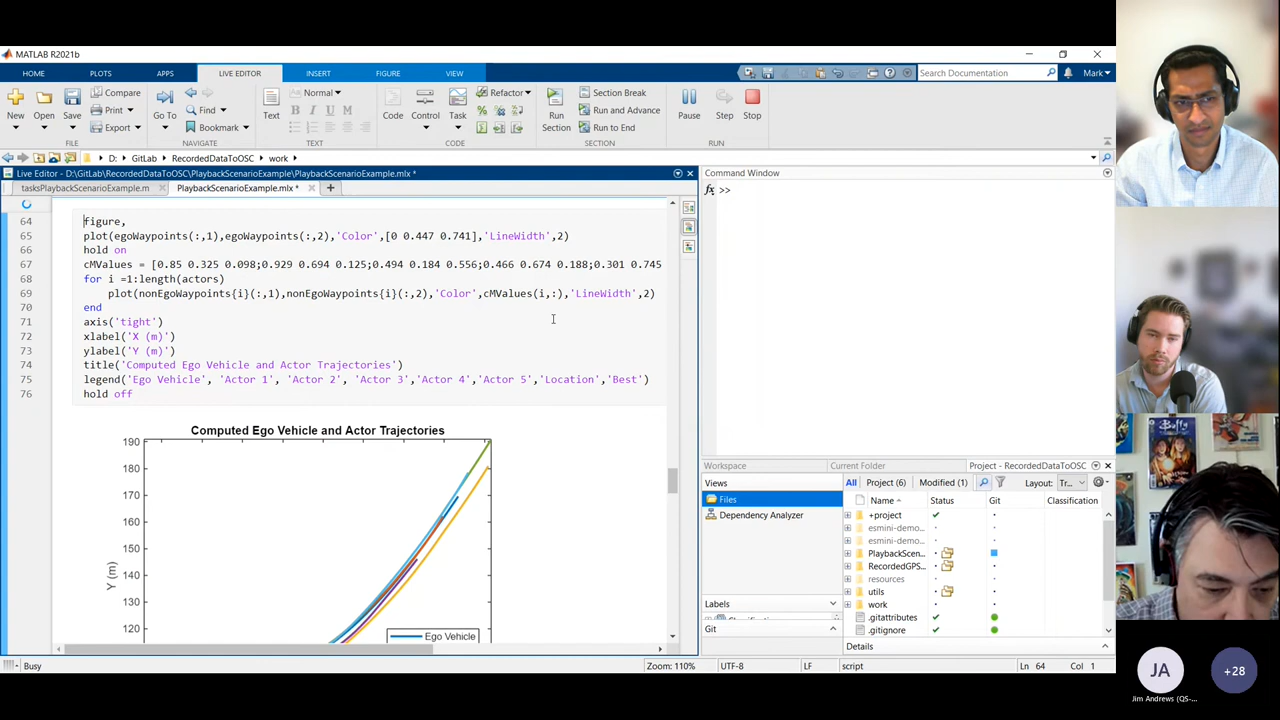 MATLAB R2021b
HOME PLOTS APPS LIVE EDITOR INSERT FIGURE VIEW
Search Documentation
Mark
New
Open
Save
Compare
Print
Export
FILE
Go To
Find
Bookmark
NAVIGATE
Text
Normal
B I U M
TEXT
Code
Control
Task
Refactor
CODE
Run
Section
Section Break
Run and Advance
Run to End
SECTION
Pause
Step
Stop
RUN
D: GitLab RecordedDataToOSC work
Live Editor - D:\GitLab\RecordedDataToOSC\PlaybackScenarioExample\PlaybackScenarioExample.mlx *
tasksPlaybackScenarioExample.m
PlaybackScenarioExample.mlx *
64 figure,
65 plot(egoWaypoints(:,1),egoWaypoints(:,2),'Color',[0 0.447 0.741],'LineWidth',2)
66 hold on
67 cMValues = [0.85 0.325 0.098;0.929 0.694 0.125;0.494 0.184 0.556;0.466 0.674 0.188;0.301 0.745
68 for i =1:length(actors)
69 plot(nonEgoWaypoints{i}(:,1),nonEgoWaypoints{i}(:,2),'Color',cMValues(i,:),'LineWidth',2)
70 end
71 axis('tight')
72 xlabel('X (m)')
73 ylabel('Y (m)')
74 title('Computed Ego Vehicle and Actor Trajectories')
75 legend('Ego Vehicle', 'Actor 1', 'Actor 2', 'Actor 3','Actor 4','Actor 5','Location','Best')
76 hold off
Computed Ego Vehicle and Actor Trajectories
190
180
170
160
150
140
130
120
Y (m)
Ego Vehicle
Command Window
fx >>
Workspace
Current Folder
Project - RecordedDataToOSC
Views
Files
Dependency Analyzer
Labels
Git
All Project (6) Modified (1) Layout: Tr...
Name Status Git Classification
+project
esmini-demo...
esmini-demo...
PlaybackScen...
RecordedGPS...
resources
utils
work
.gitattributes
.gitignore
Details
Busy
Zoom: 110% UTF-8 LF script Ln 64 Col 1
Buffy
JA
Jim Andrews (QS-...
+28